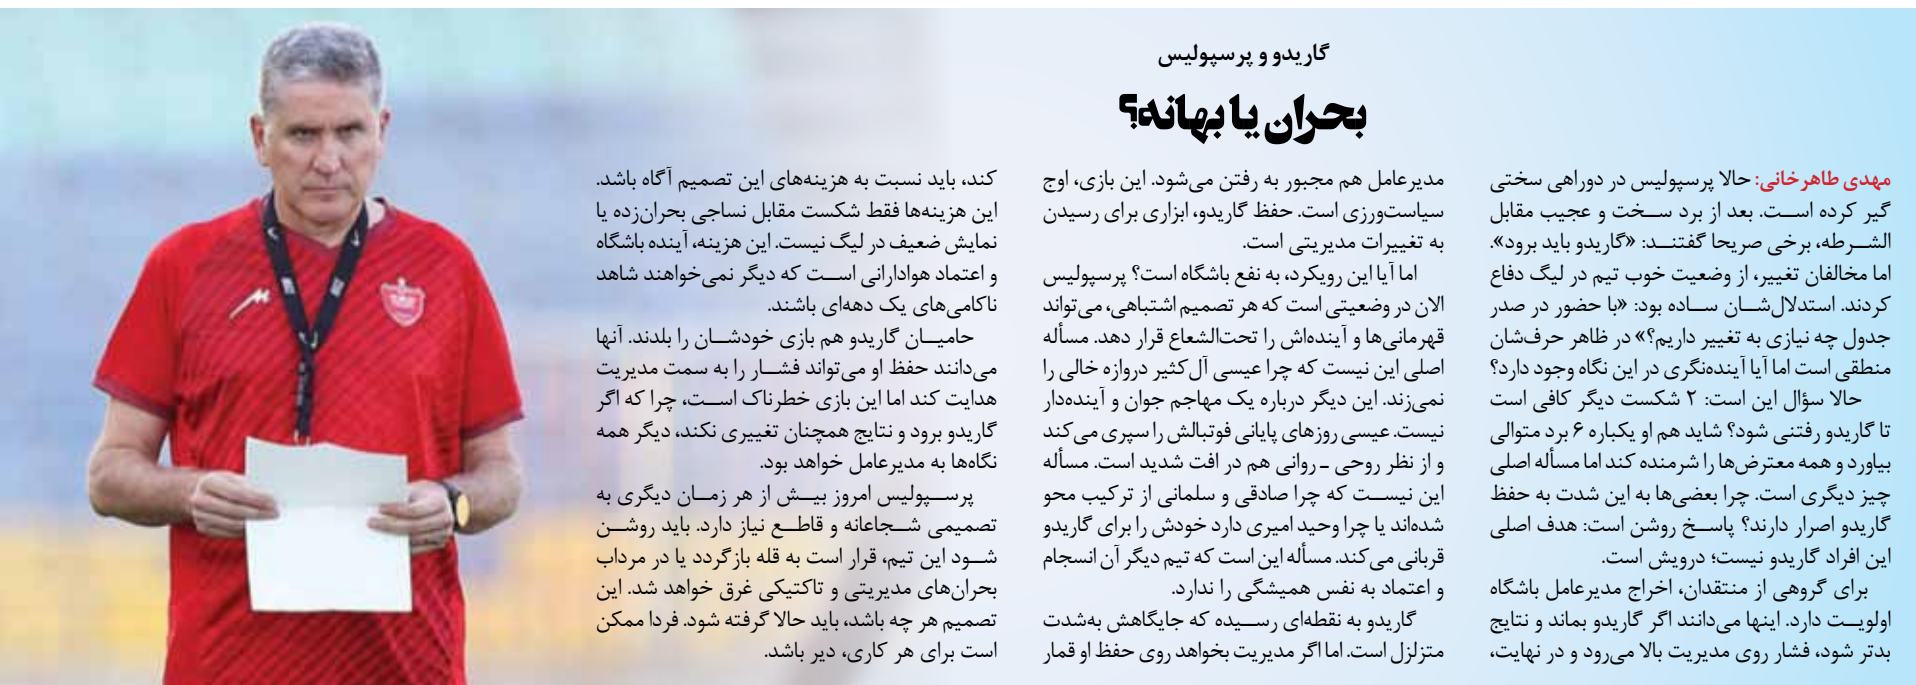 گاریدو و پرسپولیس
بحران یا بهانه؟
مهدی طاهرخانی: حالا پرسپولیس در دوراهی سختی
گیر کرده است. بعد از برد سخت و عجیب مقابل
الشرطه، برخی صریحا گفتند: «گاریدو باید برود».
اما مخالفان تغییر، از وضعیت خوب تیم در لیگ دفاع
کردند. استدلال‌شان ساده بود: «با حضور در صدر
جدول چه نیازی به تغییر داریم؟» در ظاهر حرف‌شان
منطقی است اما آیا آینده‌نگری در این نگاه وجود دارد؟
حالا سؤال این است: ۲ شکست دیگر کافی است
تا گاریدو رفتنی شود؟ شاید هم او یکباره ۶ برد متوالی
بیاورد و همه معترض‌ها را شرمنده کند اما مسأله اصلی
چیز دیگری است. چرا بعضی‌ها به این شدت به حفظ
گاریدو اصرار دارند؟ پاسخ روشن است: هدف اصلی
این افراد گاریدو نیست؛ درویش است.
برای گروهی از منتقدان، اخراج مدیرعامل باشگاه
اولویت دارد. اینها می‌دانند اگر گاریدو بماند و نتایج
بدتر شود، فشار روی مدیریت بالا می‌رود و در نهایت،
مدیرعامل هم مجبور به رفتن می‌شود. این بازی، اوج
سیاست‌ورزی است. حفظ گاریدو، ابزاری برای رسیدن
به تغییرات مدیریتی است.
اما آیا این رویکرد، به نفع باشگاه است؟ پرسپولیس
الان در وضعیتی است که هر تصمیم اشتباهی، می‌تواند
قهرمانی‌ها و آینده‌اش را تحت‌الشعاع قرار دهد. مسأله
اصلی این نیست که چرا عیسی آل‌کثیر دروازه خالی را
نمی‌زند. این دیگر درباره یک مهاجم جوان و آینده‌دار
نیست. عیسی روزهای پایانی فوتبالش را سپری می‌کند
و از نظر روحی ـ روانی هم در افت شدید است. مسأله
این نیست که چرا صادقی و سلمانی از ترکیب محو
شده‌اند یا چرا وحید امیری دارد خودش را برای گاریدو
قربانی می‌کند. مسأله این است که تیم دیگر آن انسجام
و اعتماد به نفس همیشگی را ندارد.
گاریدو به نقطه‌ای رسیده که جایگاهش به‌شدت
متزلزل است. اما اگر مدیریت بخواهد روی حفظ او قمار
کند، باید نسبت به هزینه‌های این تصمیم آگاه باشد.
این هزینه‌ها فقط شکست مقابل نساجی بحران‌زده یا
نمایش ضعیف در لیگ نیست. این هزینه، آینده باشگاه
و اعتماد هوادارانی است که دیگر نمی‌خواهند شاهد
ناکامی‌های یک دهه‌ای باشند.
حامیان گاریدو هم بازی خودشان را بلدند. آنها
می‌دانند حفظ او می‌تواند فشار را به سمت مدیریت
هدایت کند اما این بازی خطرناک است، چرا که اگر
گاریدو برود و نتایج همچنان تغییری نکند، دیگر همه
نگاه‌ها به مدیرعامل خواهد بود.
پرسپولیس امروز بیش از هر زمان دیگری به
تصمیمی شجاعانه و قاطع نیاز دارد. باید روشن
شود این تیم، قرار است به قله بازگردد یا در مرداب
بحران‌های مدیریتی و تاکتیکی غرق خواهد شد. این
تصمیم هر چه باشد، باید حالا گرفته شود. فردا ممکن
است برای هر کاری، دیر باشد.